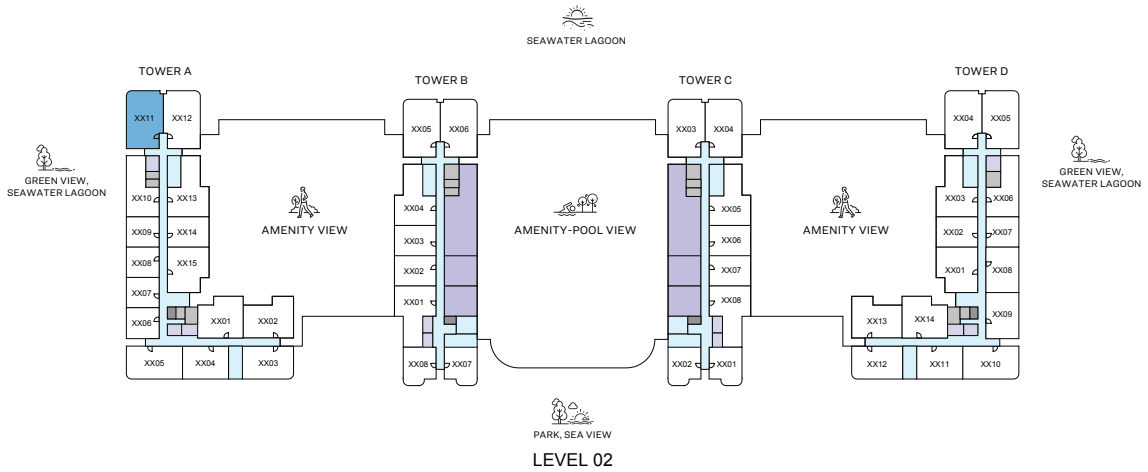 SEAWATER LAGOON
TOWER A
TOWER B
TOWER C
TOWER D
XX11
XX12
XX05
XX06
XX03
XX04
XX04
XX05
GREEN VIEW,
SEAWATER LAGOON
GREEN VIEW,
SEAWATER LAGOON
XX10
XX13
XX09
XX14
XX08
XX15
XX07
XX06
XX01
XX02
XX05
XX04
XX03
AMENITY VIEW
XX04
XX03
XX02
XX01
XX08
XX07
AMENITY-POOL VIEW
XX05
XX06
XX07
XX08
XX02
XX01
AMENITY VIEW
XX03
XX06
XX02
XX07
XX01
XX08
XX09
XX13
XX14
XX12
XX11
XX10
PARK, SEA VIEW
LEVEL 02